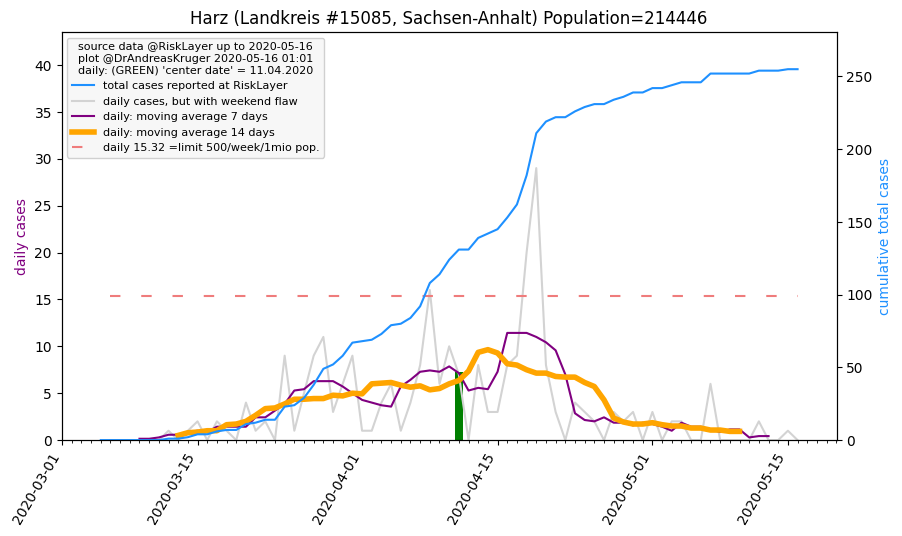 Harz (Landkreis #15085, Sachsen-Anhalt) Population=214446
source data @RiskLayer up to 2020-05-16
plot @DrAndreasKruger 2020-05-16 01:01
daily: (GREEN) 'center date' = 11.04.2020
total cases reported at RiskLayer
daily cases, but with weekend flaw
daily: moving average 7 days
daily: moving average 14 days
daily 15.32 =limit 500/week/1mio pop.
daily cases
40
35
30
25
20
15
10
5
0
cumulative total cases
250
200
150
100
50
0
2020-03-01
2020-03-15
2020-04-01
2020-04-15
2020-05-01
2020-05-15